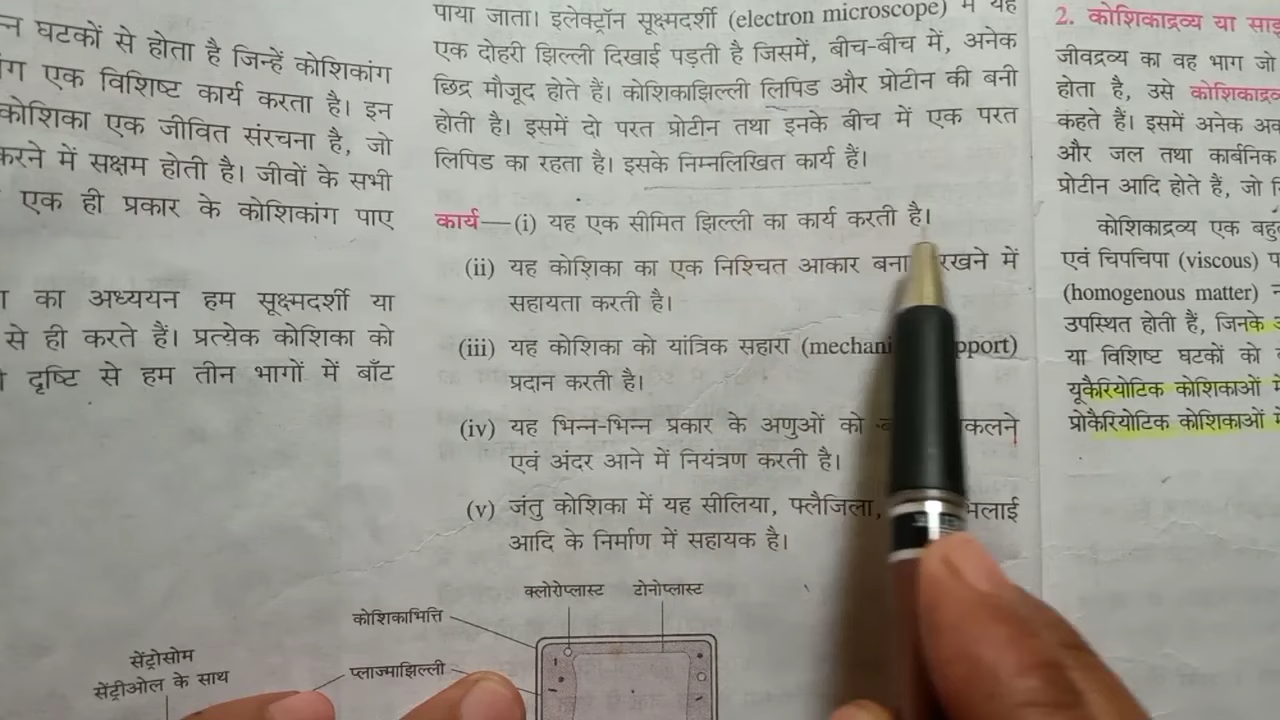 न घटकों से होता है जिन्हें कोशिकांग
ग एक विशिष्ट कार्य करता है। इन
कोशिका एक जीवित संरचना है, जो
करने में सक्षम होती है। जीवों के सभी
एक ही प्रकार के कोशिकांग पाए
का अध्ययन हम सूक्ष्मदर्शी या
से ही करते हैं। प्रत्येक कोशिका को
दृष्टि से हम तीन भागों में बाँट
सेंट्रोसोम
सेंट्रीओल के साथ
पाया जाता। इलेक्ट्रॉन सूक्ष्मदर्शी (electron microscope) में यह
एक दोहरी झिल्ली दिखाई पड़ती है जिसमें, बीच-बीच में, अनेक
छिद्र मौजूद होते हैं। कोशिकाझिल्ली लिपिड और प्रोटीन की बनी
होती है। इसमें दो परत प्रोटीन तथा इनके बीच में एक परत
लिपिड का रहता है। इसके निम्नलिखित कार्य हैं।
कार्य—(i) यह एक सीमित झिल्ली का कार्य करती है।
(ii) यह कोशिका का एक निश्चित आकार बना रखने में
सहायता करती है।
(iii) यह कोशिका को यांत्रिक सहारा (mechani pport)
प्रदान करती है।
(iv) यह भिन्न-भिन्न प्रकार के अणुओं को कलने
एवं अंदर आने में नियंत्रण करती है।
(v) जंतु कोशिका में यह सीलिया, फ्लैजिला, भलाई
आदि के निर्माण में सहायक है।
क्लोरोप्लास्ट टोनोप्लास्ट
कोशिकाभित्ति
प्लाज्माझिल्ली
2. कोशिकाद्रव्य या साइ
जीवद्रव्य का वह भाग जो
होता है, उसे कोशिकाद्रव
कहते हैं। इसमें अनेक अव
और जल तथा कार्बनिक
प्रोटीन आदि होते हैं, जो
कोशिकाद्रव्य एक बहु
एवं चिपचिपा (viscous) प
(homogenous matter)
उपस्थित होती हैं, जिनके
या विशिष्ट घटकों को
यूकैरियोटिक कोशिकाओं में
प्रोकैरियोटिक कोशिकाओं में